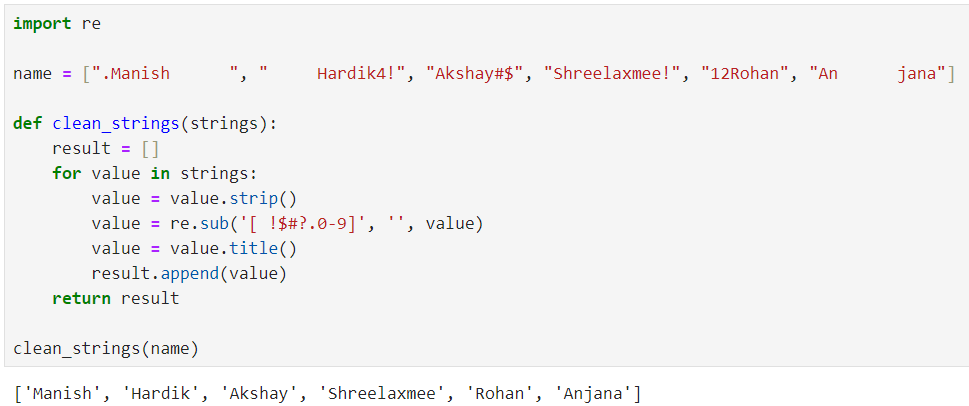 import re
name = [".Manish      ", "     Hardik4!", "Akshay#$", "Shreelaxmee!", "12Rohan", "An      jana"]
def clean_strings(strings):
    result = []
    for value in strings:
        value = value.strip()
        value = re.sub('[ !$#?.0-9]', '', value)
        value = value.title()
        result.append(value)
    return result
clean_strings(name)
['Manish', 'Hardik', 'Akshay', 'Shreelaxmee', 'Rohan', 'Anjana']